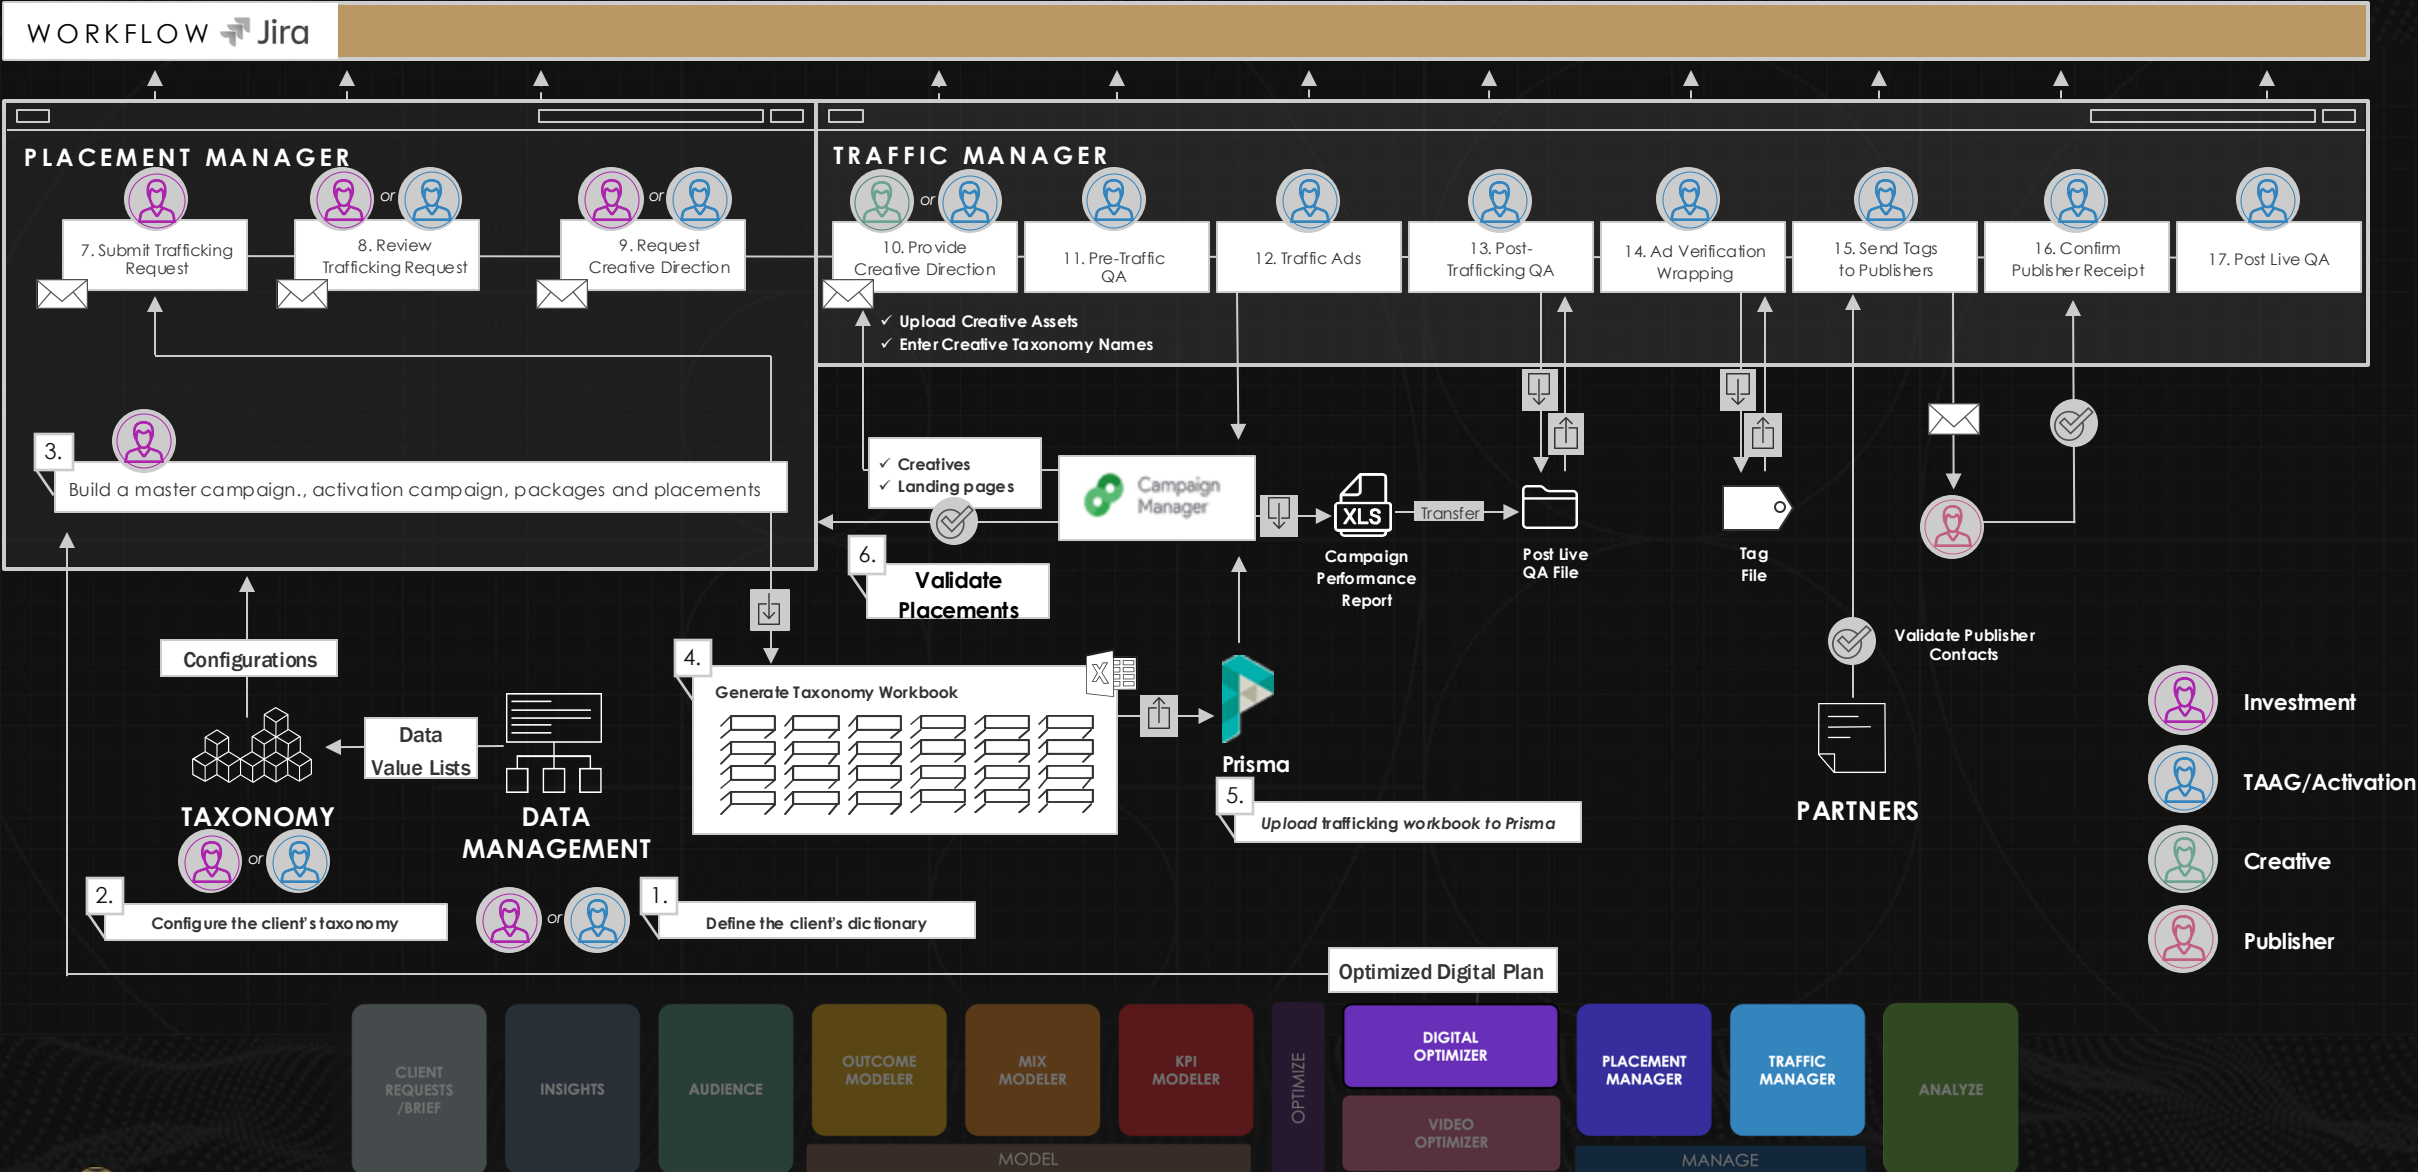 WORKFLOW Jira
PLACEMENT MANAGER
or
or
7. Submit Trafficking
Request
8. Review
Trafficking Request
9. Request
Creative Direction
TRAFFIC MANAGER
or
10. Provide
Creative Direction
11. Pre-Traffic
QA
12. Traffic Ads
13. Post-
Trafficking QA
14. Ad Verification
Wrapping
15. Send Tags
to Publishers
16. Confirm
Publisher Receipt
17. Post Live QA
✓ Upload Creative Assets
✓ Enter Creative Taxonomy Names
3.
Build a master campaign., activation campaign, packages and placements
✓ Creatives
✓ Landing pages
Campaign
Manager
XLS
Transfer
Campaign
Performance
Report
Post Live
QA File
Tag
File
6.
Validate
Placements
Configurations
4.
Generate Taxonomy Workbook
X
Prisma
5.
Upload trafficking workbook to Prisma
Validate Publisher
Contacts
PARTNERS
Data
Value Lists
TAXONOMY
or
DATA
MANAGEMENT
or
2.
Configure the client's taxonomy
1.
Define the client's dictionary
Investment
TAAG/Activation
Creative
Publisher
Optimized Digital Plan
CLIENT
REQUESTS
/BRIEF
INSIGHTS
AUDIENCE
OUTCOME
MODELER
MIX
MODELER
KPI
MODELER
MODEL
OPTIMIZE
DIGITAL
OPTIMIZER
VIDEO
OPTIMIZER
PLACEMENT
MANAGER
TRAFFIC
MANAGER
MANAGE
ANALYZE